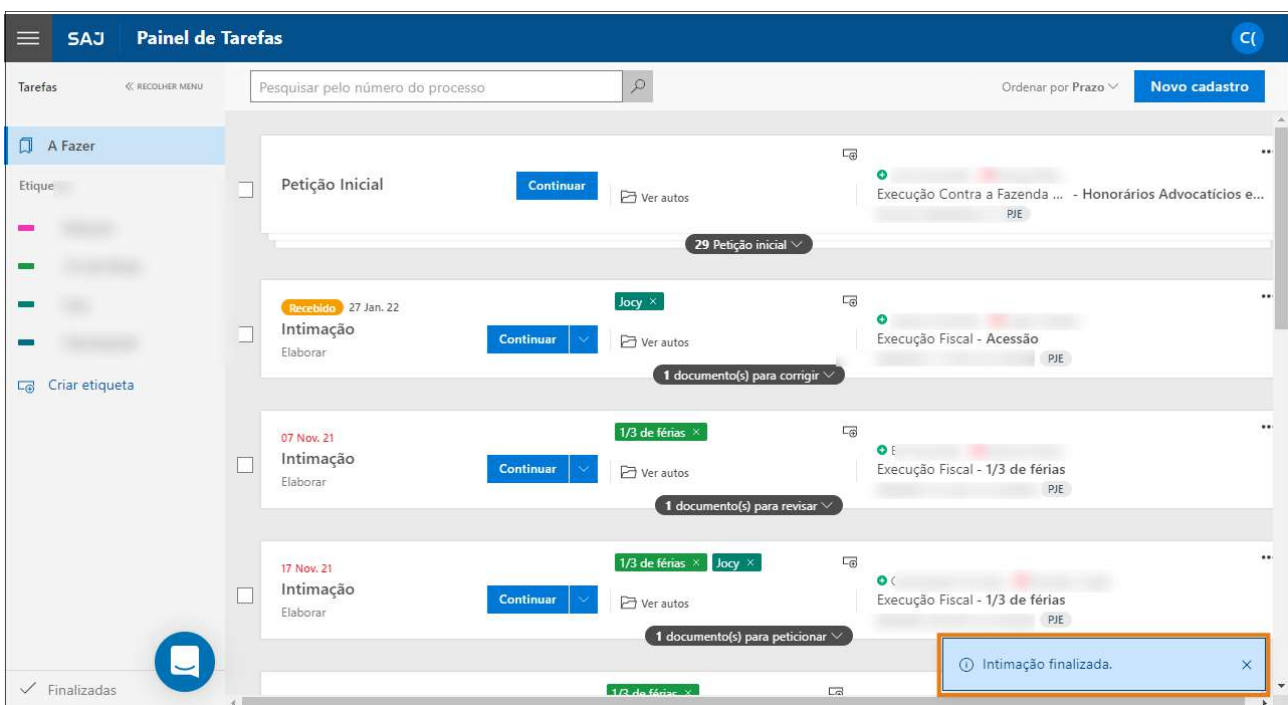 SAJ Painel de Tarefas C(
Tarefas RECOLHER MENU Pesquisar pelo número do processo Ordenar por Prazo Novo cadastro
A Fazer
Etique
Criar etiqueta
Finalizadas
Petição Inicial Continuar Ver autos
Execução Contra a Fazenda ... - Honorários Advocatícios e...
PJE
29 Petição inicial
Recebido 27 Jan. 22 Jocy ×
Intimação
Elaborar
Continuar Ver autos
Execução Fiscal - Acessão
PJE
1 documento(s) para corrigir
07 Nov. 21 1/3 de férias ×
Intimação
Elaborar
Continuar Ver autos
Execução Fiscal - 1/3 de férias
PJE
1 documento(s) para revisar
17 Nov. 21 1/3 de férias × Jocy ×
Intimação
Elaborar
Continuar Ver autos
Execução Fiscal - 1/3 de férias
PJE
1 documento(s) para peticionar
Intimação finalizada. ×
1/3 de férias ×